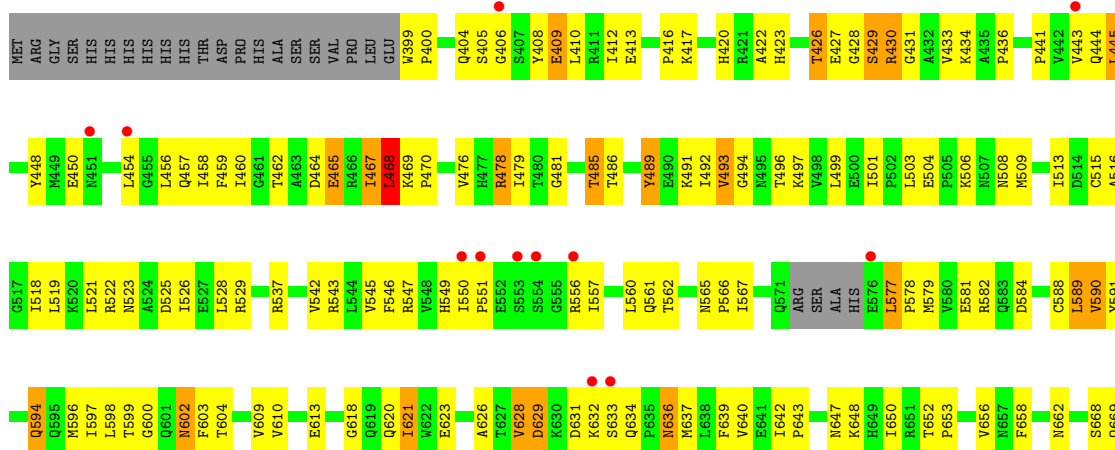 MET ARG GLY SER HIS HIS HIS HIS HIS HIS THR ASP PRO HIS ALA SER SER VAL PRO LEU GLU W399 P400 Q404 S405 G406 S407 Y408 E409 L410 R411 I412 E413 P416 K417 H420 R421 A422 H423 T426 E427 G428 S429 R430 G431 A432 V433 K434 A435 P436 P441 V442 V443 Q444 L445
Y448 M449 E450 N451 L454 G455 L456 Q457 I458 F459 I460 G461 T462 A463 D464 E465 R466 I467 L468 K469 P470 V476 H477 R478 I479 T480 G481 T485 T486 Y489 E490 K491 I492 V493 G494 N495 T496 K497 V498 L499 E500 I501 P502 L503 E504 P505 K506 N507 N508 M509 I513 D514 C515 A516
G517 I518 L519 K520 L521 R522 N523 A524 D525 I526 E527 L528 R529 R537 V542 R543 L544 V545 F546 R547 V548 H549 I550 P551 E552 S553 S554 G555 R556 I557 L560 Q561 T562 N565 P566 I567 Q571 ARG SER ALA HIS E576 L577 P578 M579 V580 E581 R582 Q583 D584 C588 L589 V590 Y591
Q594 Q595 M596 I597 L598 T599 G600 Q601 N602 F603 T604 V609 V610 E613 G618 Q619 Q620 I621 W622 E623 A626 T627 V628 D629 K630 D631 K632 S633 Q634 P635 N636 M637 L638 F639 V640 E641 I642 P643 N647 K648 H649 I650 R651 T652 P653 V656 N657 F658 N662 S668